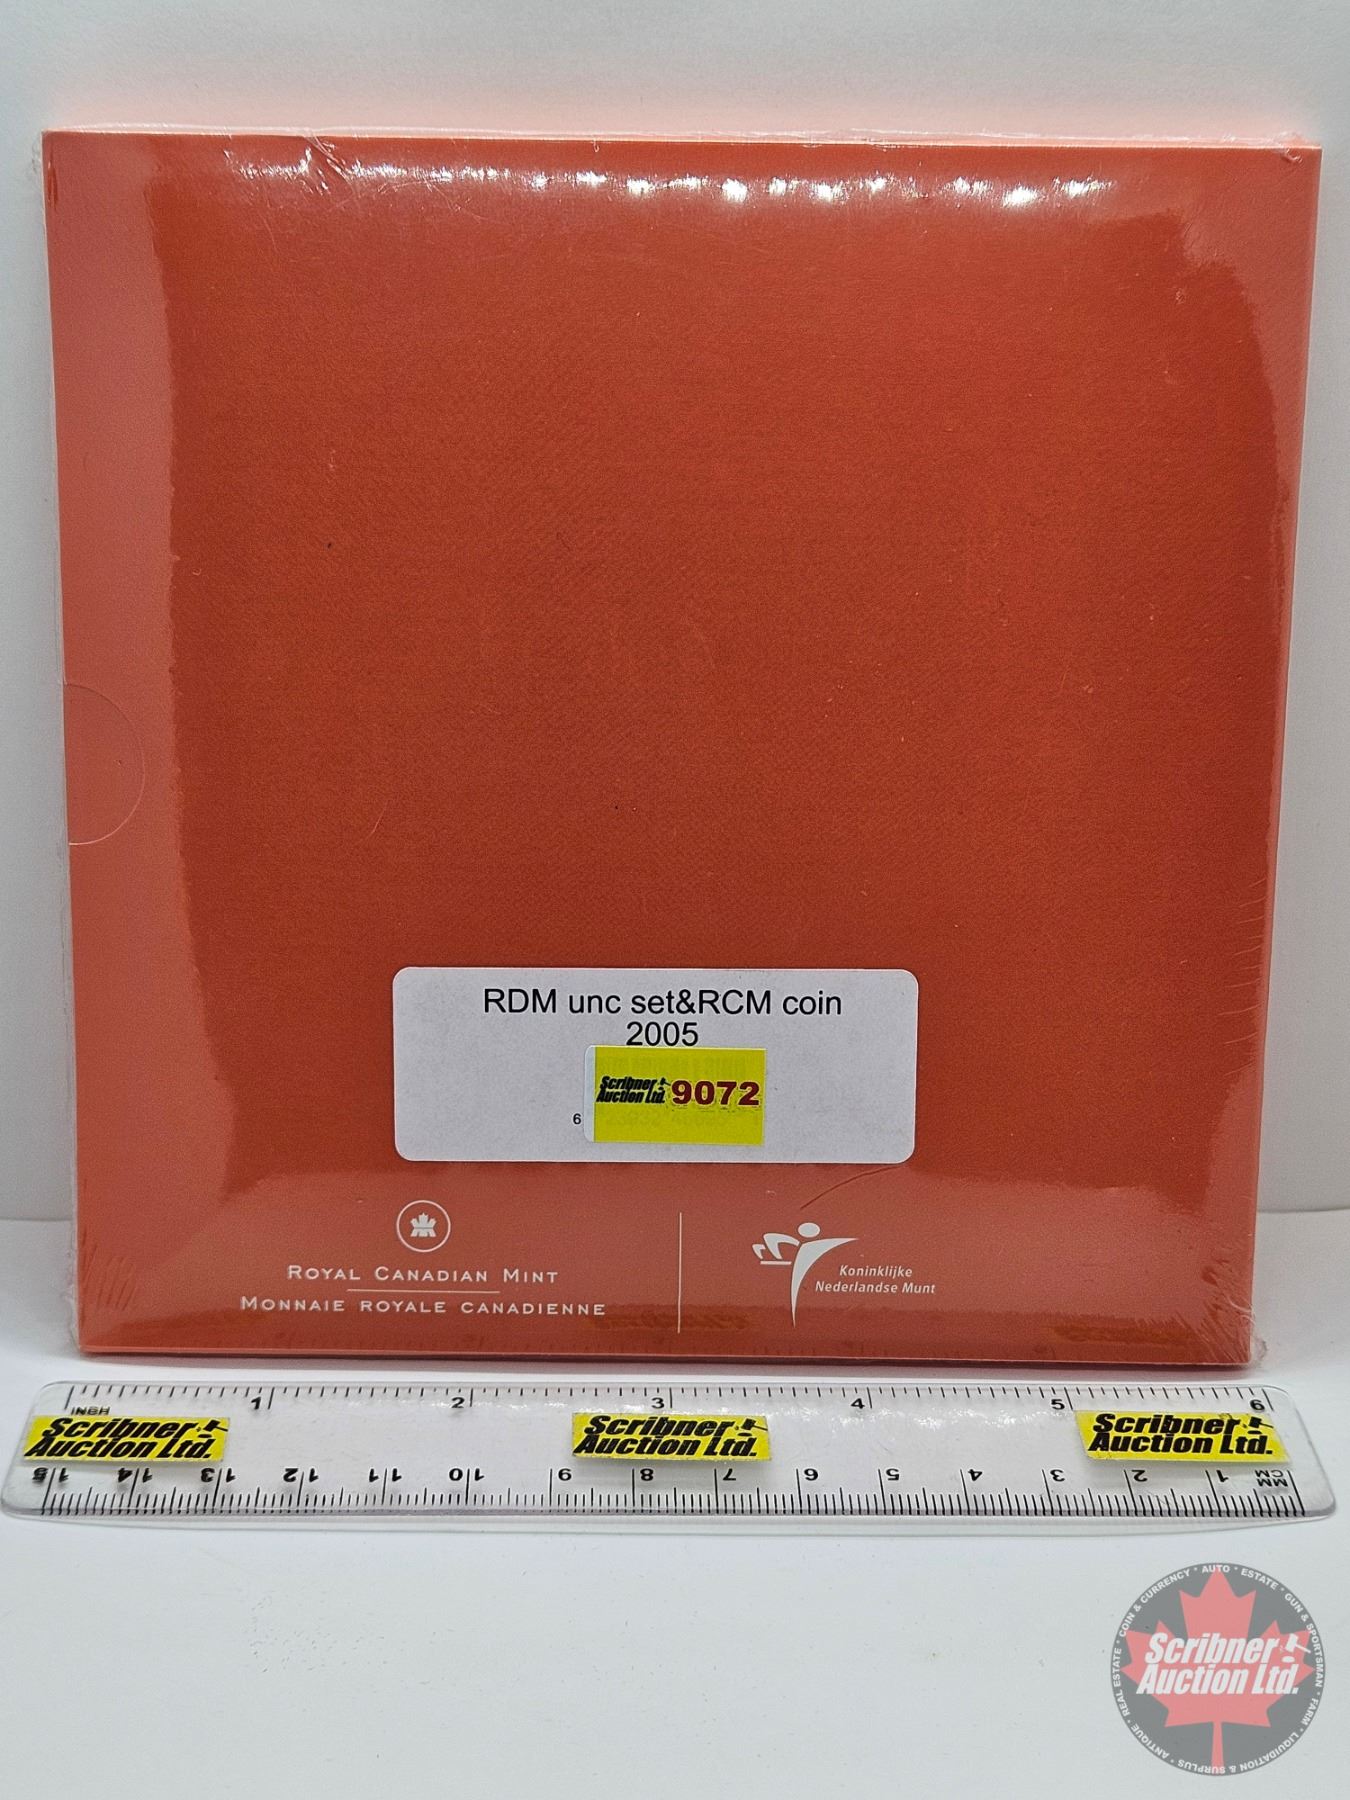 RDM unc set&RCM coin
2005
Scribner
Auction Ltd. 9072
6
ROYAL CANADIAN MINT
MONNAIE ROYALE CANADIENNE
Koninklijke
Nederlandse Munt
INCH 1 2 3 4 5 6
Scribner
Auction Ltd.
Scribner
Auction Ltd.
Scribner
Auction Ltd.
15 14 13 12 11 10 9 8 7 6 5 4 3 2 1 MM
CM
COIN & CURRENCY · AUTO · ESTATE · GUN & SPORTSMAN · FARM · LIQUIDATION & SURPLUS · ANTIQUE · REAL ESTATE ·
Scribner
Auction Ltd.